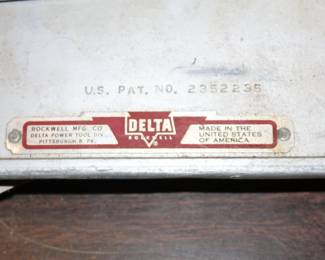 U.S. PAT. NO. 2352235
ROCKWELL MFG. CO
DELTA POWER TOOL DIV.
PITTSBURGH 8 PA.
DELTA
ROCKWELL
®
MADE IN THE
UNITED STATES
OF AMERICA